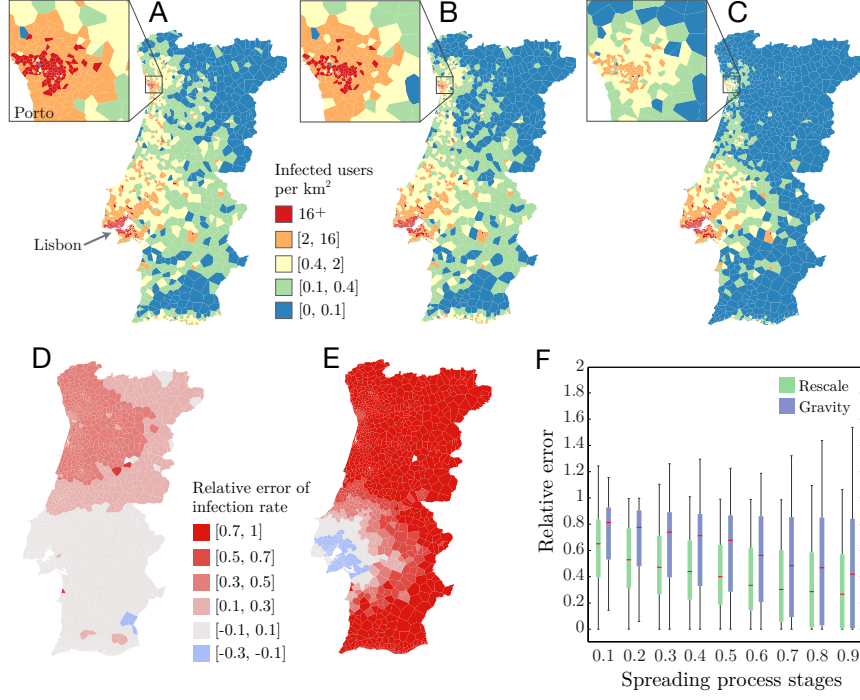 A
B
C
Porto
Lisbon
Infected users
per km²
16⁺
[2, 16]
[0.4, 2]
[0.1, 0.4]
[0, 0.1]
D
E
F
Relative error of
infection rate
[0.7, 1]
[0.5, 0.7]
[0.3, 0.5]
[0.1, 0.3]
[-0.1, 0.1]
[-0.3, -0.1]
Relative error
2
1.8
1.6
1.4
1.2
1
0.8
0.6
0.4
0.2
0
Rescale
Gravity
0.1 0.2 0.3 0.4 0.5 0.6 0.7 0.8 0.9
Spreading process stages